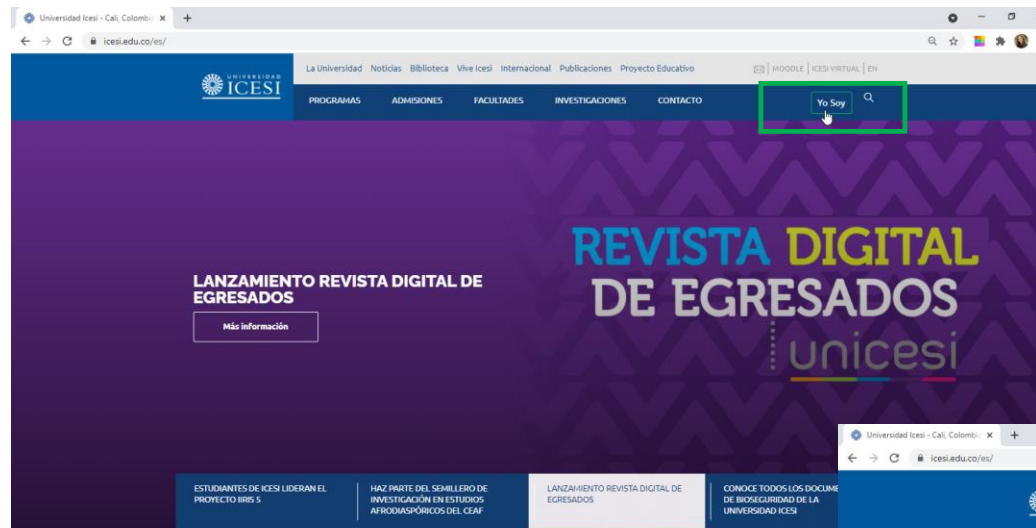 Universidad Icesi - Cali, Colombi
icesi.edu.co/es/
UNIVERSIDAD
ICESI
La Universidad Noticias Biblioteca Vive Icesi Internacional Publicaciones Proyecto Educativo
MOODLE | ICESI VIRTUAL | EN
PROGRAMAS ADMISIONES FACULTADES INVESTIGACIONES CONTACTO
Yo Soy
REVISTA DIGITAL
DE EGRESADOS
unicesi
LANZAMIENTO REVISTA DIGITAL DE
EGRESADOS
Más información
ESTUDIANTES DE ICESI LIDERAN EL
PROYECTO IIRIS 5
HAZ PARTE DEL SEMILLERO DE
INVESTIGACIÓN EN ESTUDIOS
AFRODIASPÓRICOS DEL CEAF
LANZAMIENTO REVISTA DIGITAL DE
EGRESADOS
CONOCE TODOS LOS DOCUME
DE BIOSEGURIDAD DE LA
UNIVERSIDAD ICESI
Universidad Icesi - Cali, Colombi
icesi.edu.co/es/